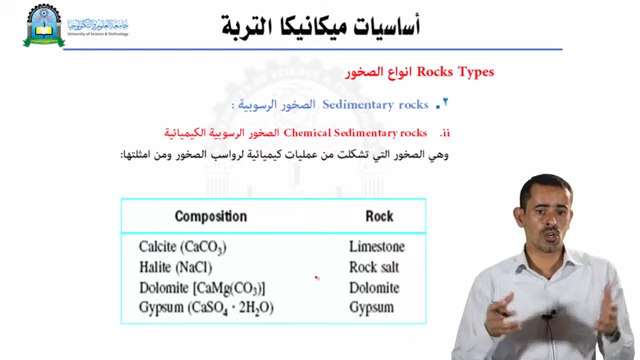 جامعة العلوم والتكنولوجيا
University of Science & Technology
أساسيات ميكانيكا التربة
Rocks Types انواع الصخور
٢. Sedimentary rocks الصخور الرسوبية :
ii. Chemical Sedimentary rocks الصخور الرسوبية الكيميائية
وهي الصخور التي تشكلت من عمليات كيميائية لرواسب الصخور ومن امثلتها:
Composition Rock
Calcite (CaCO₃) Limestone
Halite (NaCl) Rock salt
Dolomite [CaMg(CO₃)] Dolomite
Gypsum (CaSO₄ · 2H₂O) Gypsum